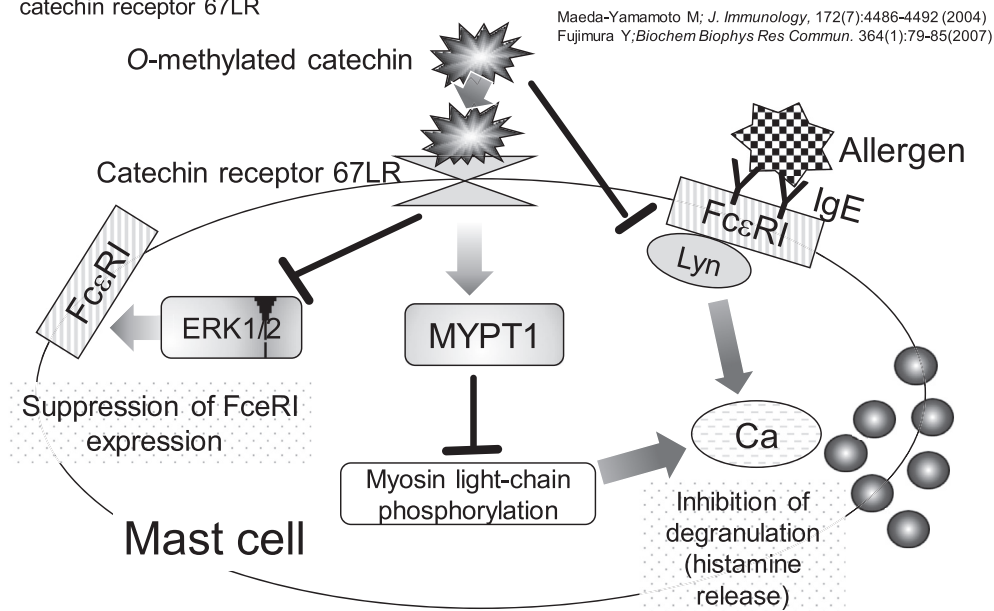 catechin receptor 67LR
Maeda-Yamamoto M; J. Immunology, 172(7):4486-4492 (2004)
Fujimura Y;Biochem Biophys Res Commun. 364(1):79-85(2007)
O-methylated catechin
Allergen
Catechin receptor 67LR
IgE
FcεRI
Lyn
FcεRI
ERK1/2
MYPT1
Suppression of FceRI
expression
Ca
Myosin light-chain
phosphorylation
Inhibition of
degranulation
(histamine
release)
Mast cell